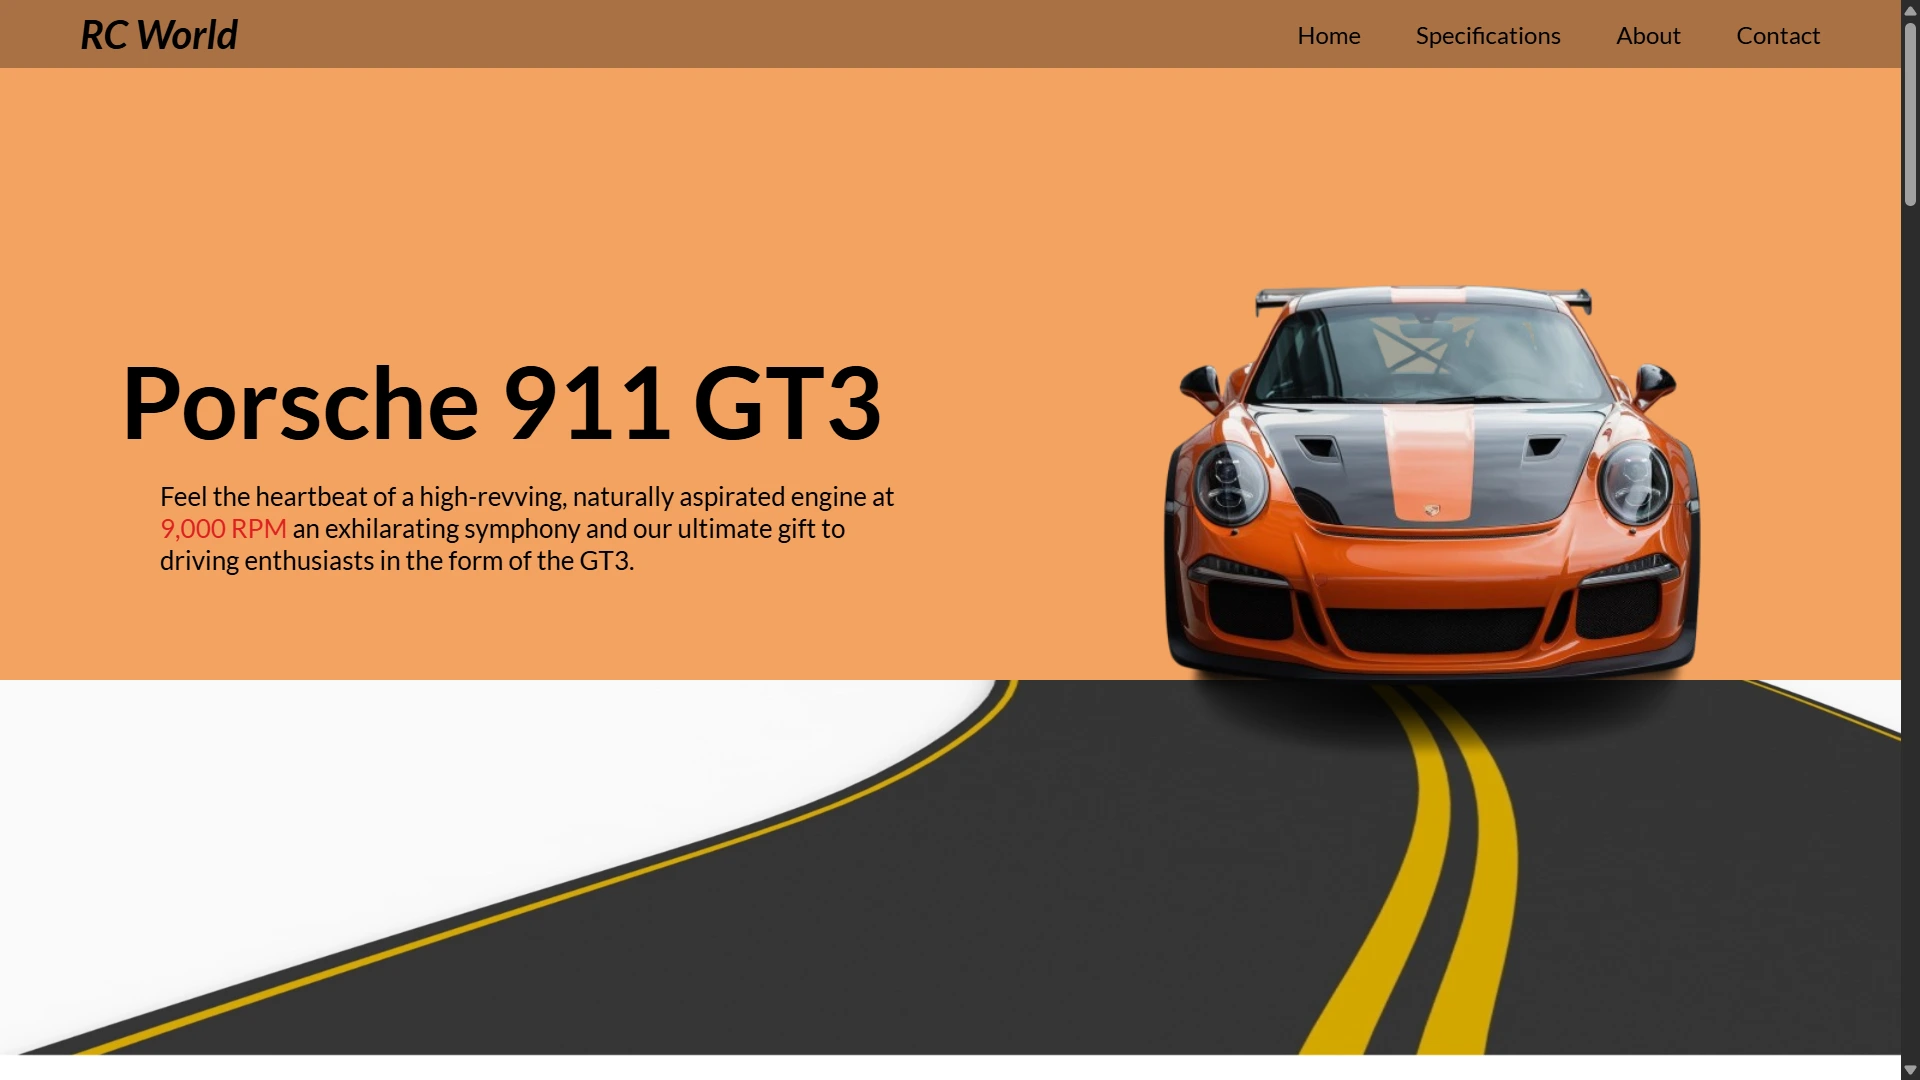 RC World
Home
Specifications
About
Contact
Porsche 911 GT3
Feel the heartbeat of a high-revving, naturally aspirated engine at
9,000 RPM an exhilarating symphony and our ultimate gift to
driving enthusiasts in the form of the GT3.